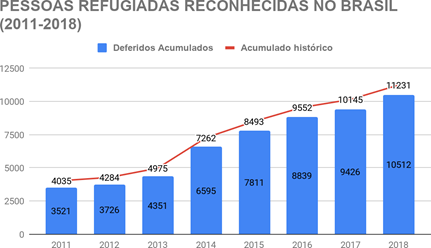 PESSOAS REFUGIADAS RECONHECIDAS NO BRASIL
(2011-2018)
Deferidos Acumulados Acumulado histórico
12500
10000
7500
5000
2500
0
4035 4284 4975 7262 8493 9552 10145 11231
3521 3726 4351 6595 7811 8839 9426 10512
2011 2012 2013 2014 2015 2016 2017 2018